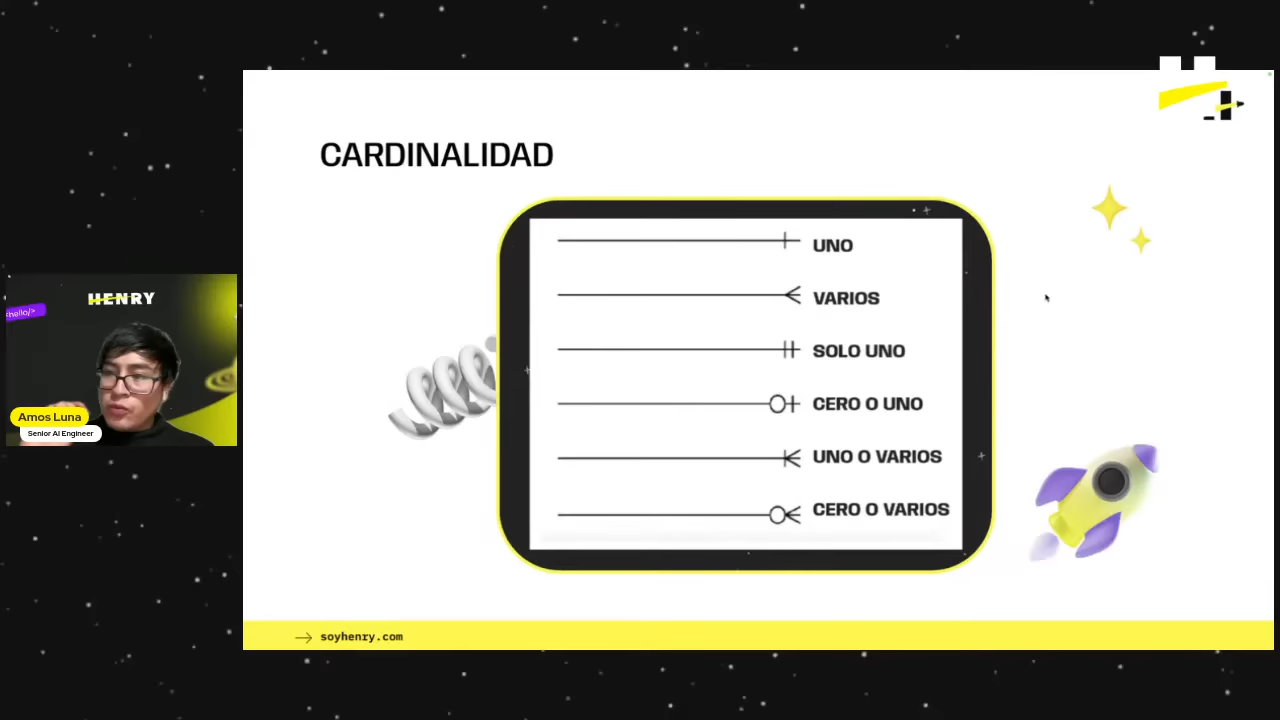 CARDINALIDAD
UNO
VARIOS
SOLO UNO
CERO O UNO
UNO O VARIOS
CERO O VARIOS
HENRY
hello/>
Amos Luna
Senior AI Engineer
soyhenry.com